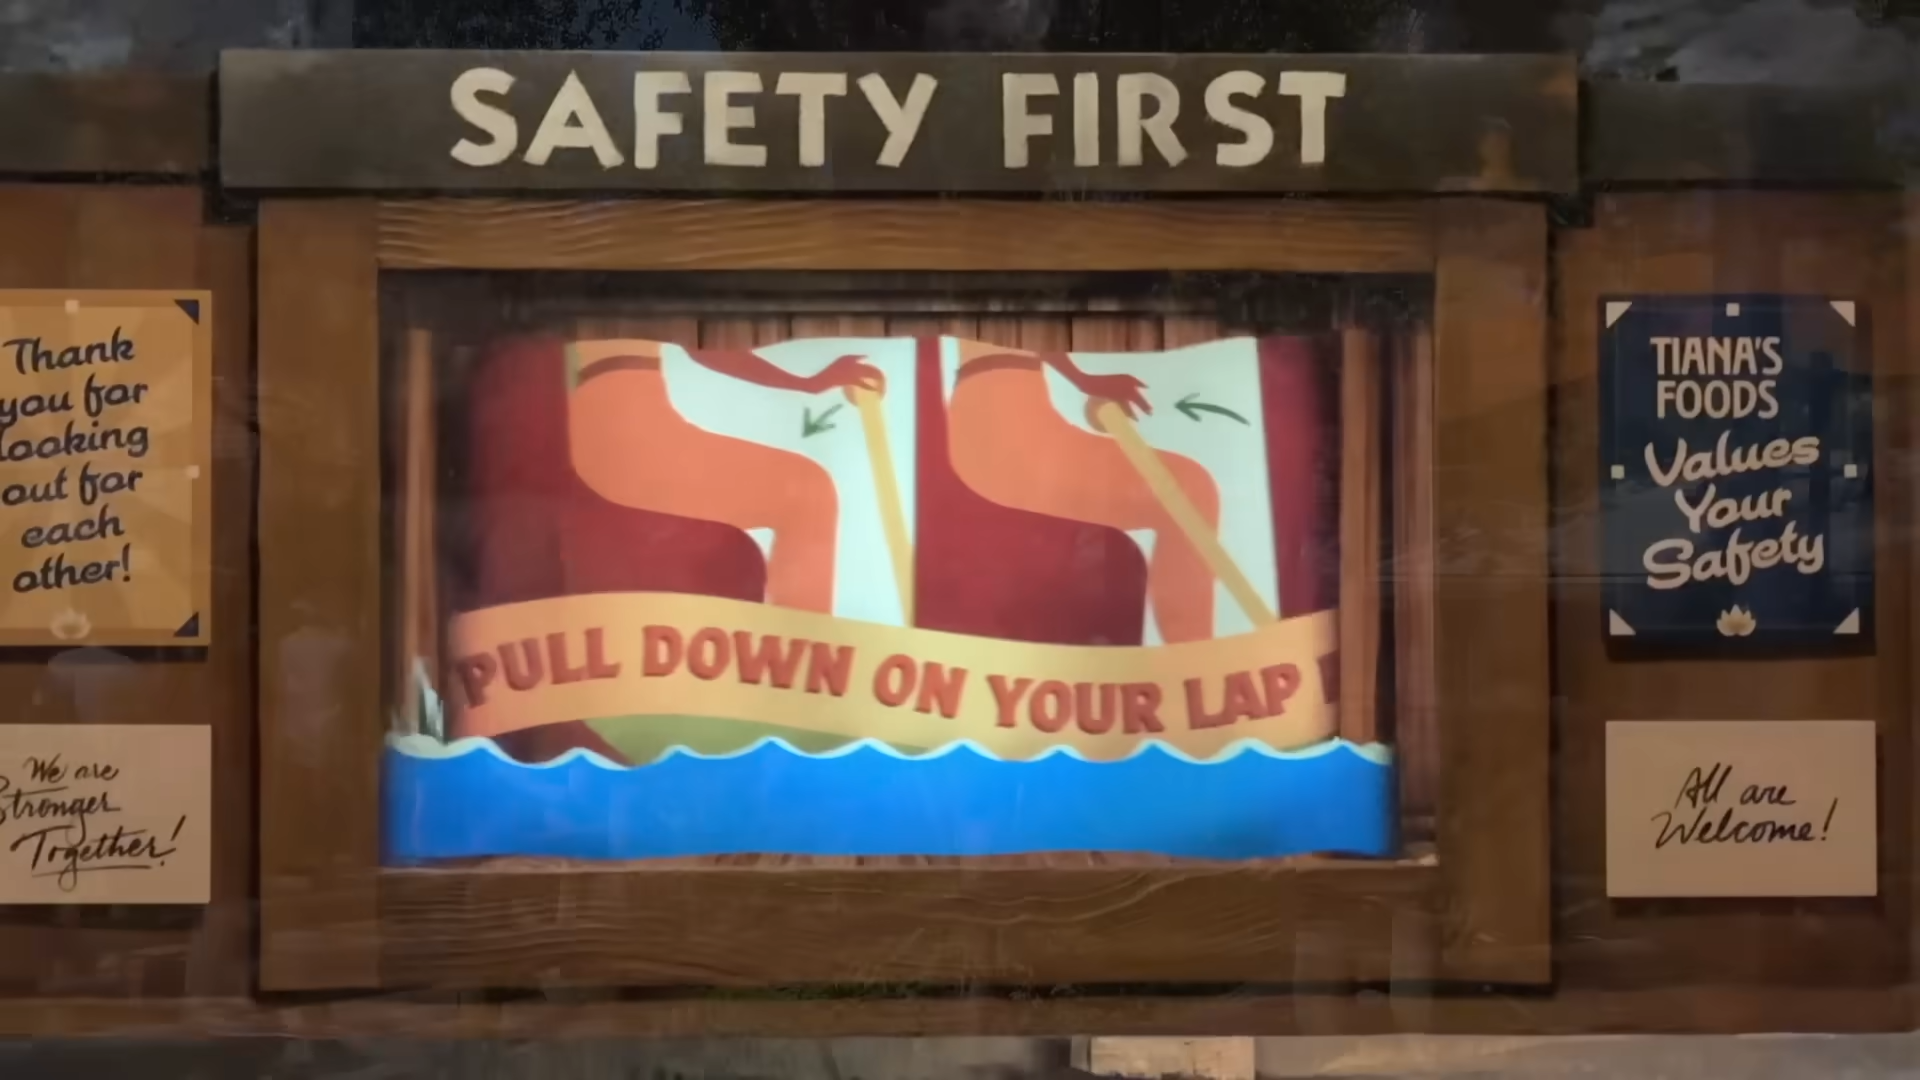 SAFETY FIRST
Thank
you for
looking
out for
each
other!
We are
Stronger
Together!
PULL DOWN ON YOUR LAP
TIANA'S
FOODS
Values
Your
Safety
All are
Welcome!